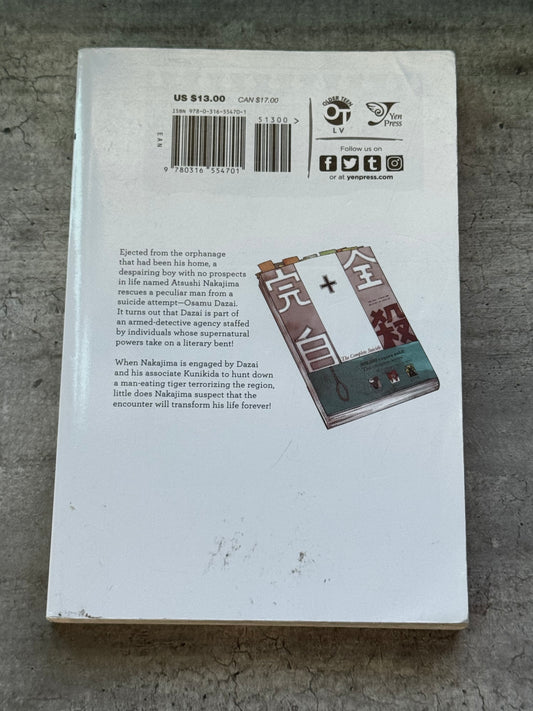 US $13.00 CAN $17.00
ISBN 978-0-316-55470-1
51300 >
EAN
9 780316 554701
OLDER TEEN
OT
L V
Yen
Press
Follow us on
f t
or at yenpress.com
Ejected from the orphanage
that had been his home, a
despairing boy with no prospects
in life named Atsushi Nakajima
rescues a peculiar man from a
suicide attempt—Osamu Dazai.
It turns out that Dazai is part of
an armed-detective agency staffed
by individuals whose supernatural
powers take on a literary bent!
When Nakajima is engaged by Dazai
and his associate Kunikida to hunt down
a man-eating tiger terrorizing the region,
little does Nakajima suspect that the
encounter will transform his life forever!
完全
自殺
The Complete Suicide